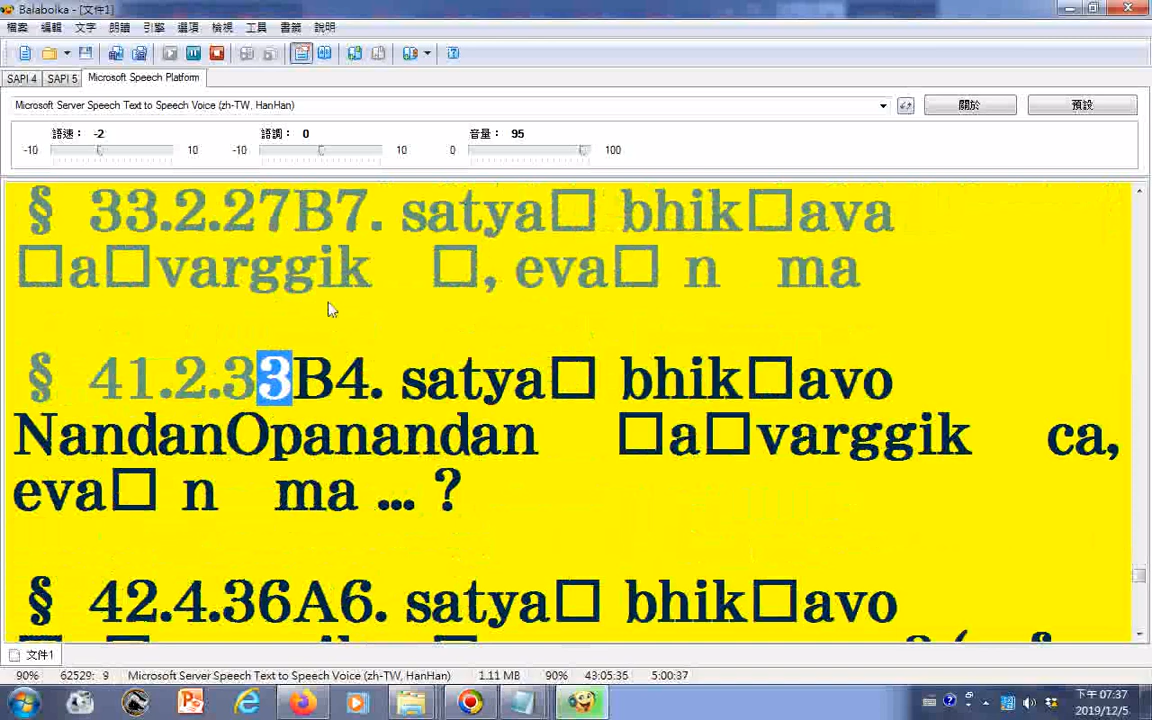 Balabolka - [文件1]
檔案 編輯 文字 朗讀 引擎 選項 檢視 工具 書籤 說明
SAPI 4 SAPI 5 Microsoft Speech Platform
Microsoft Server Speech Text to Speech Voice (zh-TW, HanHan) 關於 預設
語速： -2 語調： 0 音量： 95
-10 10 -10 10 0 100
§ 33.2.27B7. satya□ bhik□ava
□a□varggik □, eva□ n ma
§ 41.2.33B4. satya□ bhik□avo
NandanOpanandan □a□varggik ca,
eva□ n ma ... ?
§ 42.4.36A6. satya□ bhik□avo
文件1
90% 62529: 9 Microsoft Server Speech Text to Speech Voice (zh-TW, HanHan) 1.11 MB 90% 43:05:35 5:00:37
下午 07:37
2019/12/5